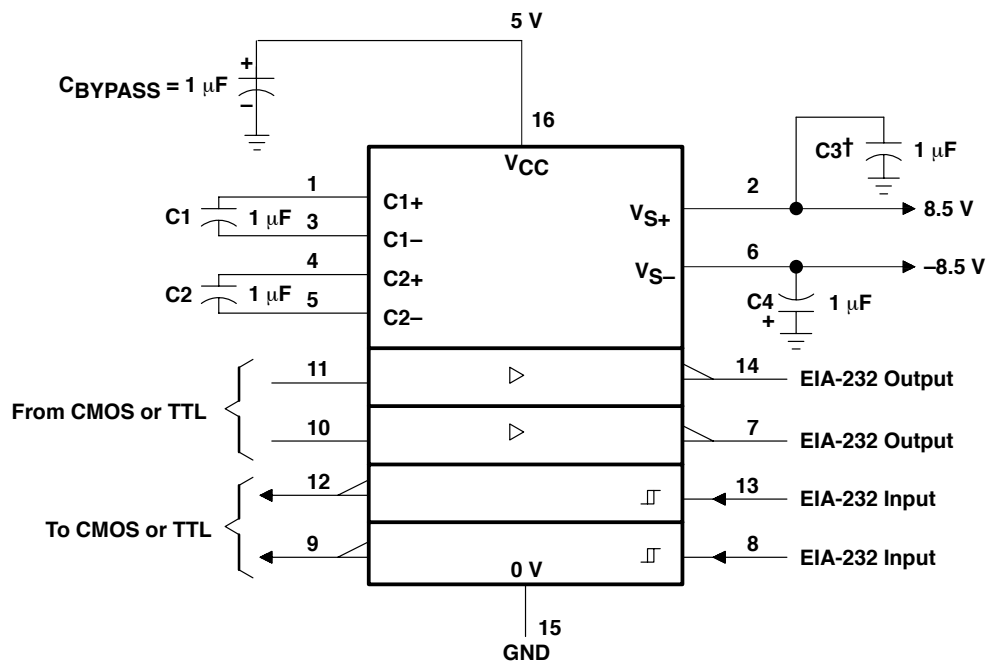 5 V
CBYPASS = 1 μF
+
–
16
VCC
C3†
1 μF
1
C1+
C1
1 μF
3
C1–
2
VS+
8.5 V
4
C2+
C2
1 μF
5
C2–
6
VS–
–8.5 V
C4
+
1 μF
11
14
EIA-232 Output
From CMOS or TTL
10
7
EIA-232 Output
12
13
EIA-232 Input
To CMOS or TTL
9
8
EIA-232 Input
0 V
15
GND